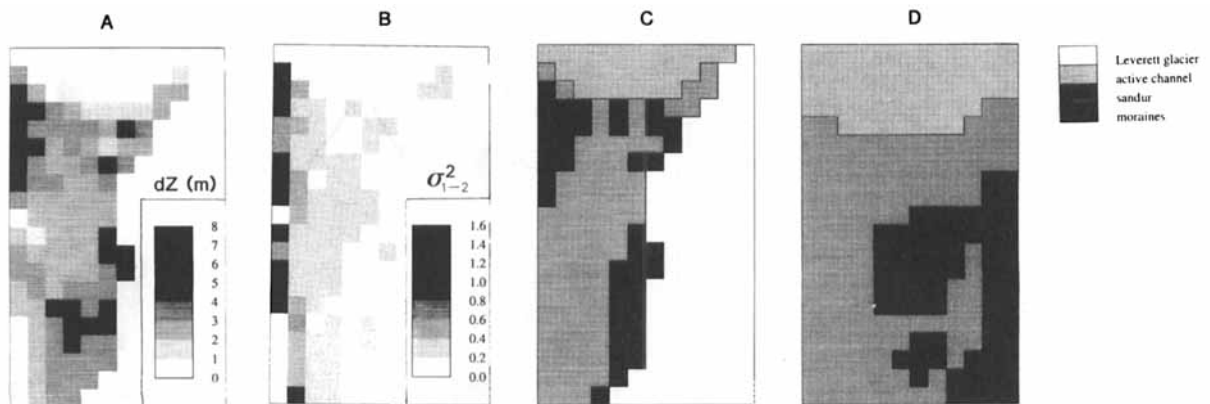 A
B
C
D
dZ (m)
8
7
6
5
4
3
2
1
0
σ²₁₋₂
1.6
1.4
1.2
1.0
0.8
0.6
0.4
0.2
0.0
Leverett glacier
active channel
sandur
moraines